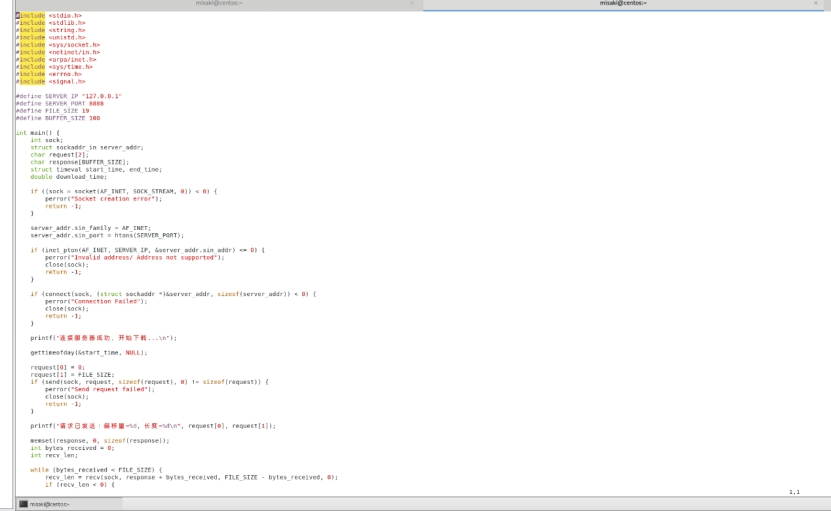 misaki@centos:~
misaki@centos:~
#include <stdio.h>
#include <stdlib.h>
#include <string.h>
#include <unistd.h>
#include <sys/socket.h>
#include <netinet/in.h>
#include <arpa/inet.h>
#include <sys/time.h>
#include <errno.h>
#include <signal.h>
#define SERVER_IP "127.0.0.1"
#define SERVER_PORT 8888
#define FILE_SIZE 19
#define BUFFER_SIZE 100
int main() {
    int sock;
    struct sockaddr_in server_addr;
    char request[2];
    char response[BUFFER_SIZE];
    struct timeval start_time, end_time;
    double download_time;
    if ((sock = socket(AF_INET, SOCK_STREAM, 0)) < 0) {
        perror("Socket creation error");
        return -1;
    }
    server_addr.sin_family = AF_INET;
    server_addr.sin_port = htons(SERVER_PORT);
    if (inet_pton(AF_INET, SERVER_IP, &server_addr.sin_addr) <= 0) {
        perror("Invalid address/ Address not supported");
        close(sock);
        return -1;
    }
    if (connect(sock, (struct sockaddr *)&server_addr, sizeof(server_addr)) < 0) {
        perror("Connection Failed");
        close(sock);
        return -1;
    }
    printf("连接服务器成功，开始下载...\n");
    gettimeofday(&start_time, NULL);
    request[0] = 0;
    request[1] = FILE_SIZE;
    if (send(sock, request, sizeof(request), 0) != sizeof(request)) {
        perror("Send request failed");
        close(sock);
        return -1;
    }
    printf("请求已发送：偏移量=%d, 长度=%d\n", request[0], request[1]);
    memset(response, 0, sizeof(response));
    int bytes_received = 0;
    int recv_len;
    while (bytes_received < FILE_SIZE) {
        recv_len = recv(sock, response + bytes_received, FILE_SIZE - bytes_received, 0);
        if (recv_len < 0) {
1,1
misaki@centos:~